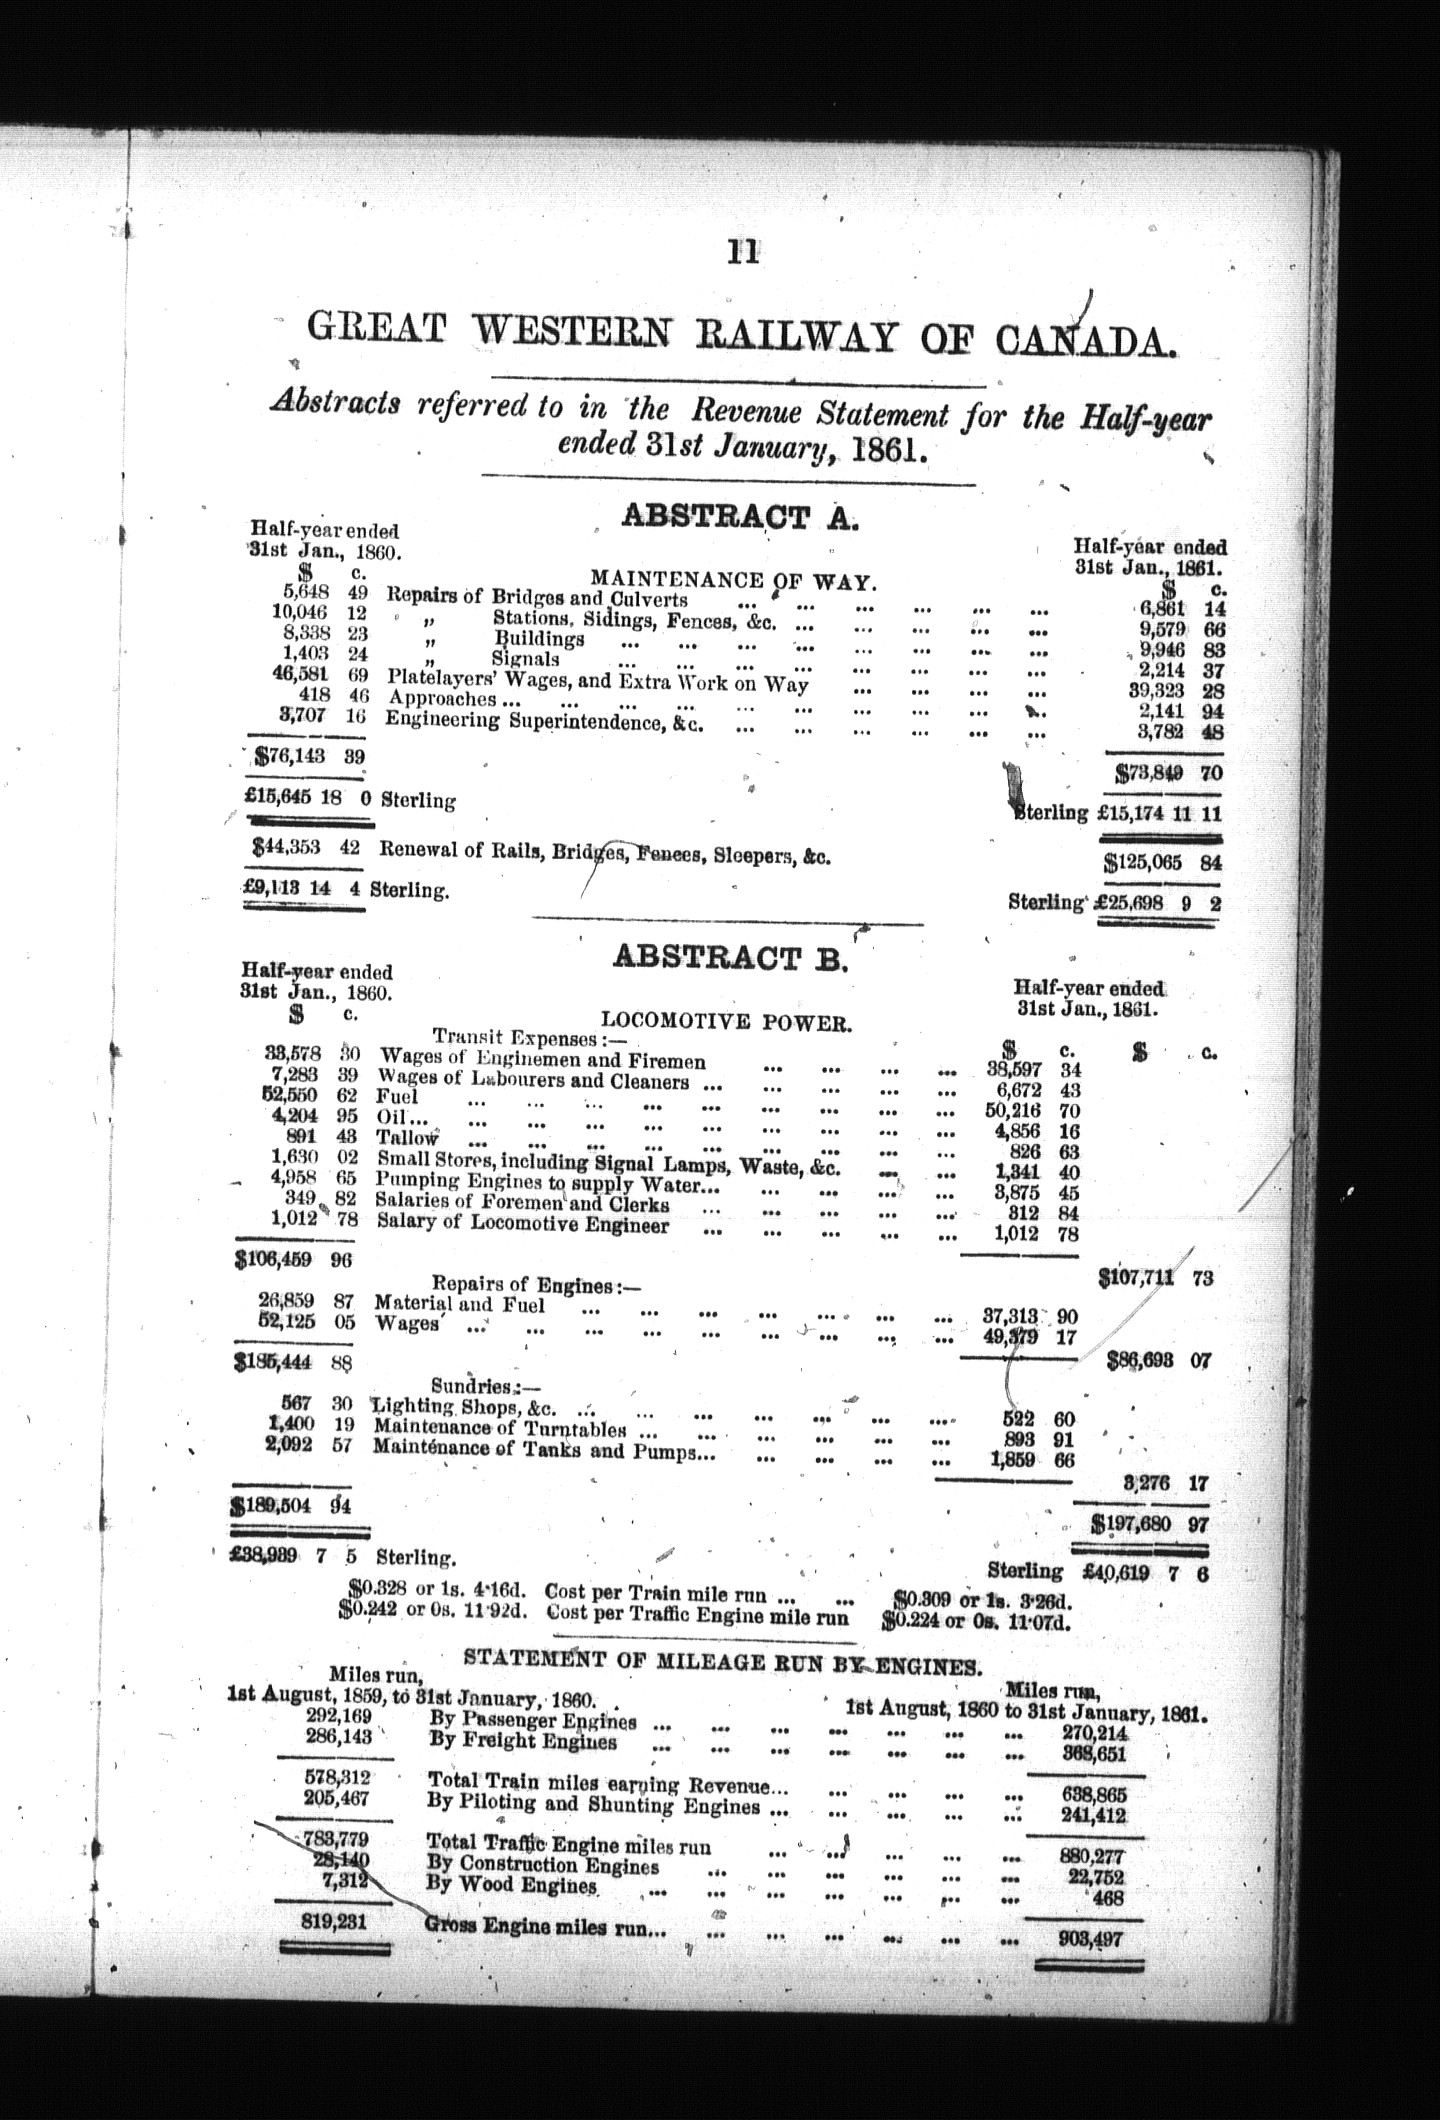 11
GREAT WESTERN RAILWAY OF CANADA.
Abstracts referred to in the Revenue Statement for the Half-year
ended 31st January, 1861.
ABSTRACT A.
Half-year ended Half-year ended
31st Jan., 1860. 31st Jan., 1861.
$ c. MAINTENANCE OF WAY. $ c.
5,648 49 Repairs of Bridges and Culverts ... ... ... ... ... ... 6,861 14
10,046 12 „ Stations, Sidings, Fences, &c. ... ... ... ... ... 9,579 66
8,338 23 „ Buildings ... ... ... ... ... ... ... ... 9,946 83
1,403 24 „ Signals ... ... ... ... ... ... ... ... 2,214 37
46,581 69 Platelayers' Wages, and Extra Work on Way ... ... ... ... 39,323 28
418 46 Approaches ... ... ... ... ... ... ... ... ... ... 2,141 94
3,707 16 Engineering Superintendence, &c. ... ... ... ... ... ... 3,782 48
$76,143 39 $73,849 70
£15,645 18 0 Sterling Sterling £15,174 11 11
$44,353 42 Renewal of Rails, Bridges, Fences, Sleepers, &c. $125,065 84
£9,113 14 4 Sterling. Sterling £25,698 9 2
ABSTRACT B.
Half-year ended Half-year ended
31st Jan., 1860. 31st Jan., 1861.
$ c. LOCOMOTIVE POWER.
Transit Expenses:— $ c. $ c.
33,578 30 Wages of Enginemen and Firemen ... ... ... ... 38,597 34
7,283 39 Wages of Labourers and Cleaners ... ... ... ... ... 6,672 43
52,550 62 Fuel ... ... ... ... ... ... ... ... ... 50,216 70
4,204 95 Oil ... ... ... ... ... ... ... ... ... ... 4,856 16
891 43 Tallow ... ... ... ... ... ... ... ... ... 826 63
1,630 02 Small Stores, including Signal Lamps, Waste, &c. ... ... 1,341 40
4,958 65 Pumping Engines to supply Water... ... ... ... ... 3,875 45
349 82 Salaries of Foremen and Clerks ... ... ... ... ... 312 84
1,012 78 Salary of Locomotive Engineer ... ... ... ... ... 1,012 78
$106,459 96 $107,711 73
Repairs of Engines:—
26,859 87 Material and Fuel ... ... ... ... ... ... ... 37,313 90
52,125 05 Wages ... ... ... ... ... ... ... ... ... 49,379 17
$185,444 88 $86,693 07
Sundries:—
567 30 Lighting Shops, &c. ... ... ... ... ... ... ... 522 60
1,400 19 Maintenance of Turntables ... ... ... ... ... ... 893 91
2,092 57 Maintenance of Tanks and Pumps... ... ... ... ... 1,859 66
3,276 17
$189,504 94 $197,680 97
£38,939 7 5 Sterling. Sterling £40,619 7 6
$0.328 or 1s. 4·16d. Cost per Train mile run ... ... $0.309 or 1s. 3·26d.
$0.242 or 0s. 11·92d. Cost per Traffic Engine mile run $0.224 or 0s. 11·07d.
STATEMENT OF MILEAGE RUN BY ENGINES.
Miles run, Miles run,
1st August, 1859, to 31st January, 1860. 1st August, 1860 to 31st January, 1861.
292,169 By Passenger Engines ... ... ... ... ... ... ... 270,214
286,143 By Freight Engines ... ... ... ... ... ... ... 368,651
578,312 Total Train miles earning Revenue... ... ... ... ... 638,865
205,467 By Piloting and Shunting Engines ... ... ... ... ... 241,412
783,779 Total Traffic Engine miles run ... ... ... ... ... 880,277
28,140 By Construction Engines ... ... ... ... ... ... 22,752
7,312 By Wood Engines ... ... ... ... ... ... ... 468
819,231 Gross Engine miles run... ... ... ... ... ... ... 903,497